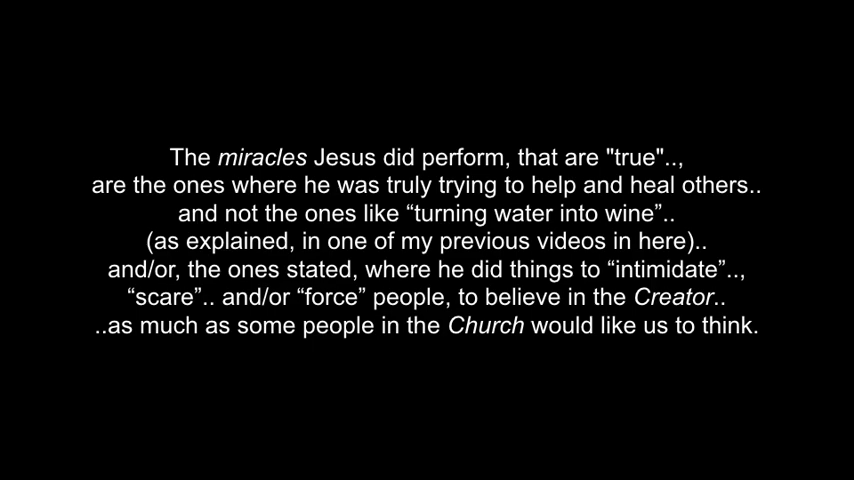 The miracles Jesus did perform, that are "true"..,
are the ones where he was truly trying to help and heal others..
and not the ones like “turning water into wine”..
(as explained, in one of my previous videos in here)..
and/or, the ones stated, where he did things to “intimidate”..,
“scare”.. and/or “force” people, to believe in the Creator..
..as much as some people in the Church would like us to think.